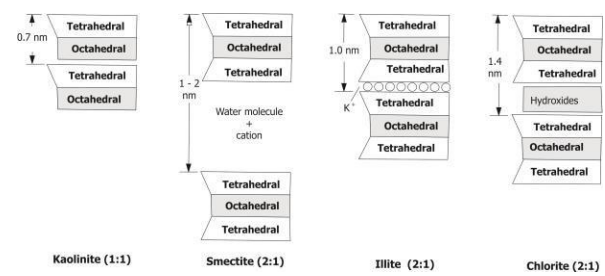 0.7 nm
Tetrahedral
Octahedral
Tetrahedral
Octahedral
Kaolinite (1:1)
1 - 2
nm
Tetrahedral
Octahedral
Tetrahedral
Water molecule
+
cation
Tetrahedral
Octahedral
Tetrahedral
Smectite (2:1)
1.0 nm
Tetrahedral
Octahedral
Tetrahedral
K+
Tetrahedral
Octahedral
Tetrahedral
Illite (2:1)
1.4
nm
Tetrahedral
Octahedral
Tetrahedral
Hydroxides
Tetrahedral
Octahedral
Tetrahedral
Chlorite (2:1)